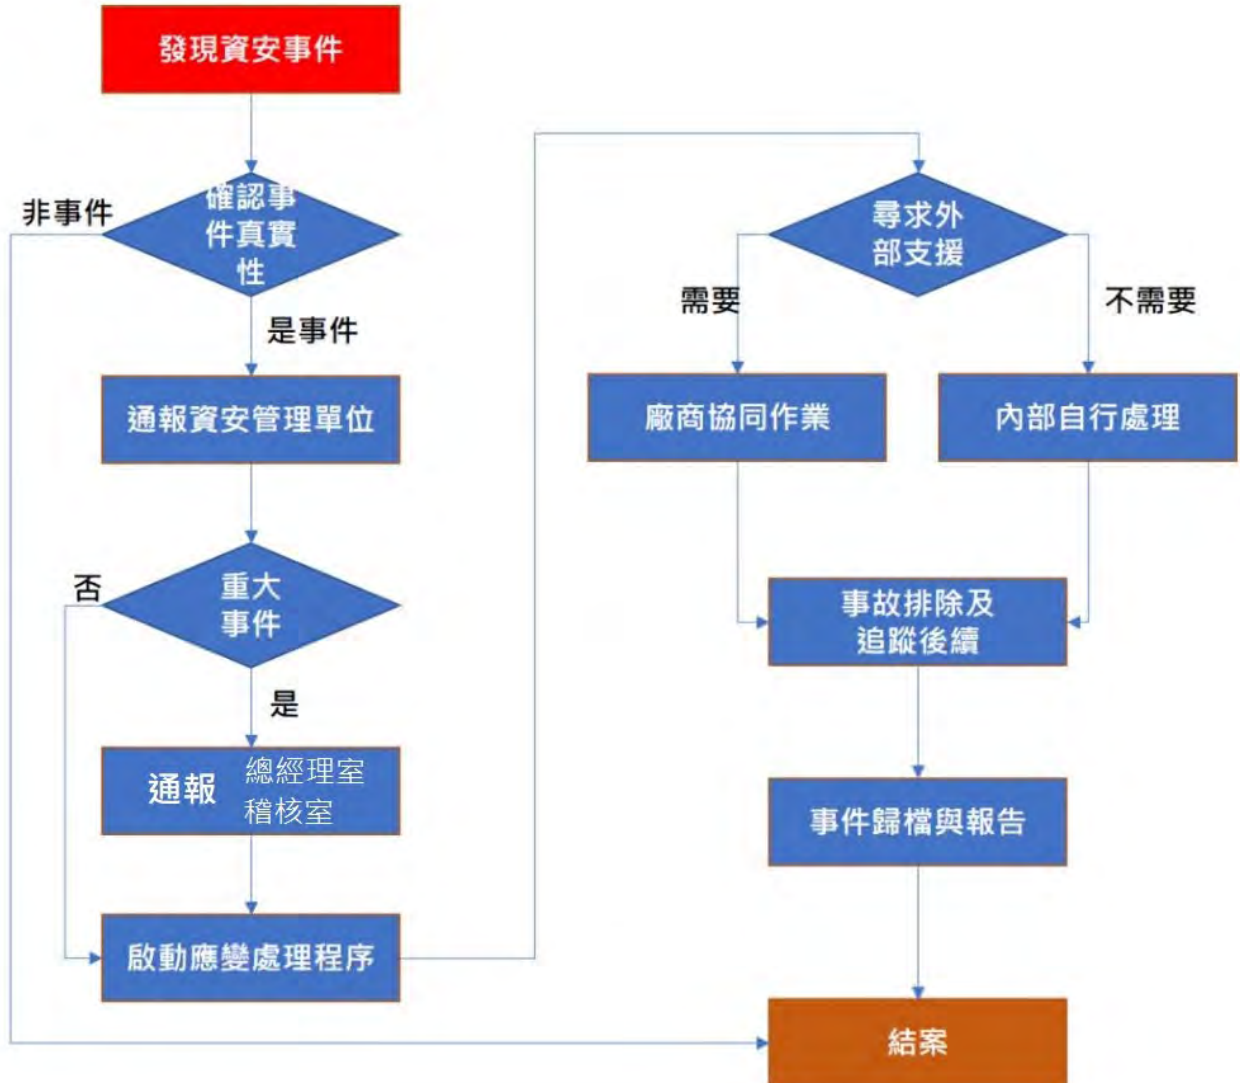 發現資安事件
確認事
件真實
性
非事件
是事件
通報資安管理單位
重大
事件
否
是
通報
總經理室
稽核室
啟動應變處理程序
尋求外
部支援
需要
不需要
廠商協同作業
內部自行處理
事故排除及
追蹤後續
事件歸檔與報告
結案